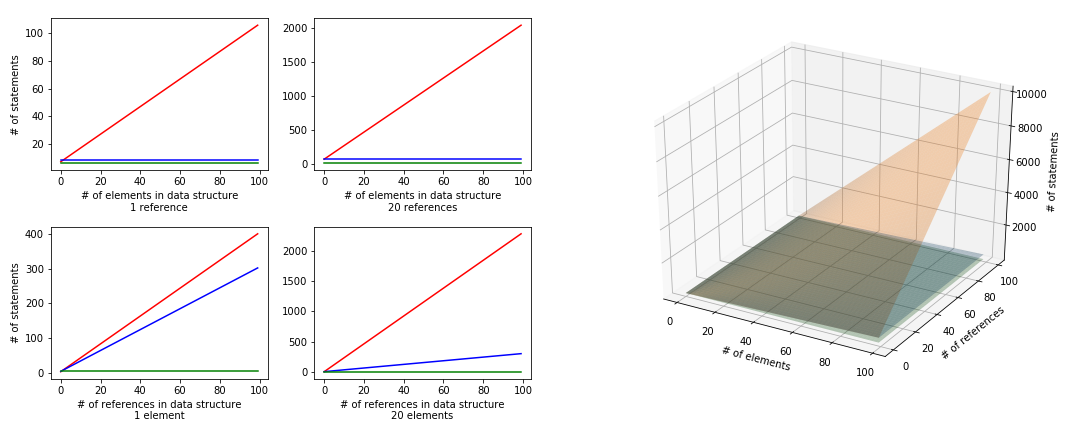 100
80
60
40
20
# of statements
0 20 40 60 80 100
# of elements in data structure
1 reference
2000
1500
1000
500
0
0 20 40 60 80 100
# of elements in data structure
20 references
400
300
200
100
0
# of statements
0 20 40 60 80 100
# of references in data structure
1 element
2000
1500
1000
500
0
0 20 40 60 80 100
# of references in data structure
20 elements
10000
8000
6000
4000
2000
# of statements
0 20 40 60 80 100
# of elements
0 20 40 60 80 100
# of references